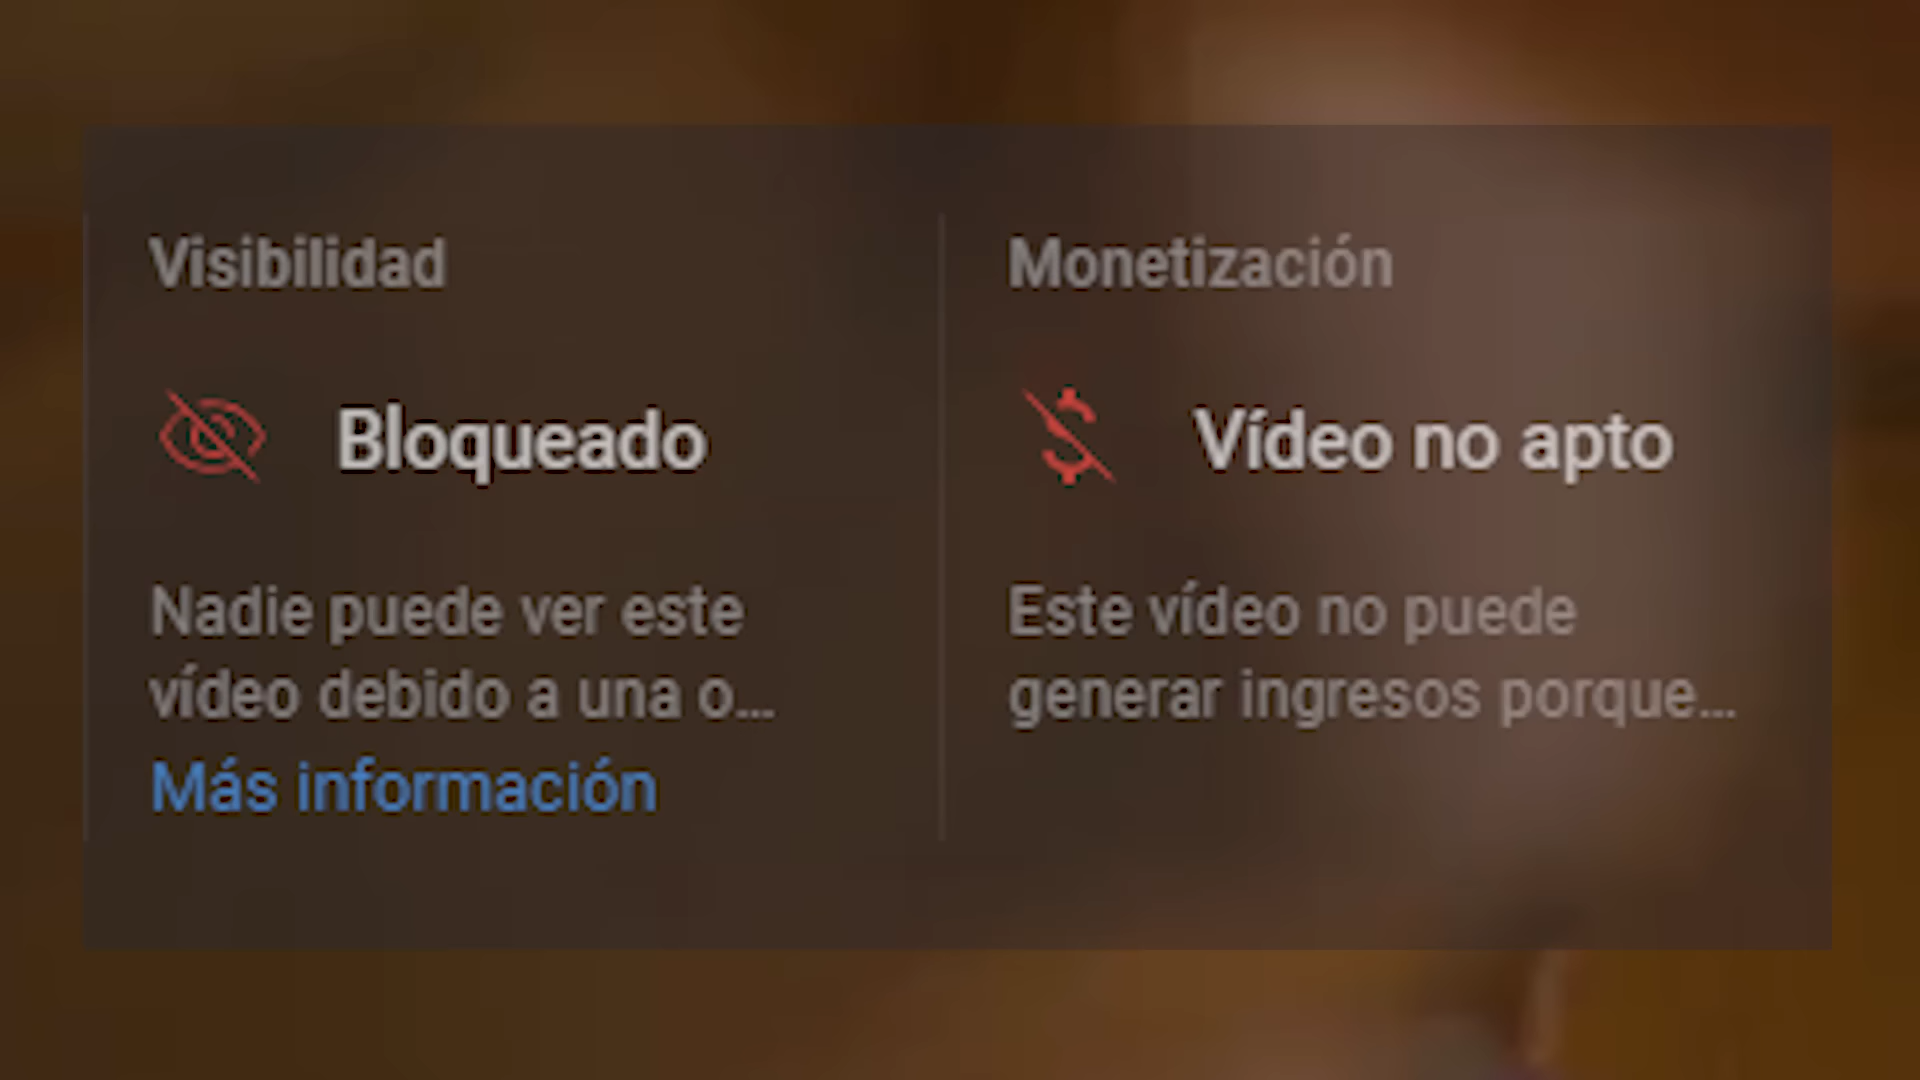 Visibilidad
Bloqueado
Nadie puede ver este
vídeo debido a una o...
Más información
Monetización
Vídeo no apto
Este vídeo no puede
generar ingresos porque...